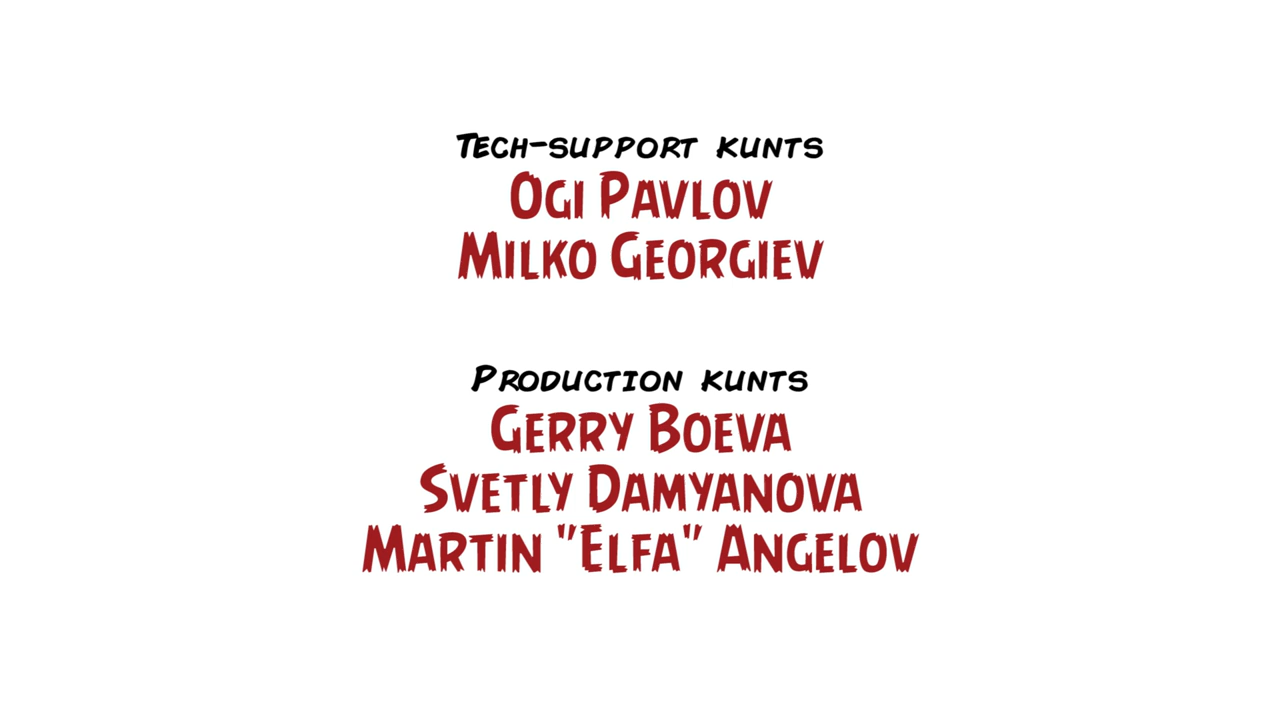 Tech-support kunts
Ogi Pavlov
Milko Georgiev
Production kunts
Gerry Boeva
Svetly Damyanova
Martin "Elfa" Angelov